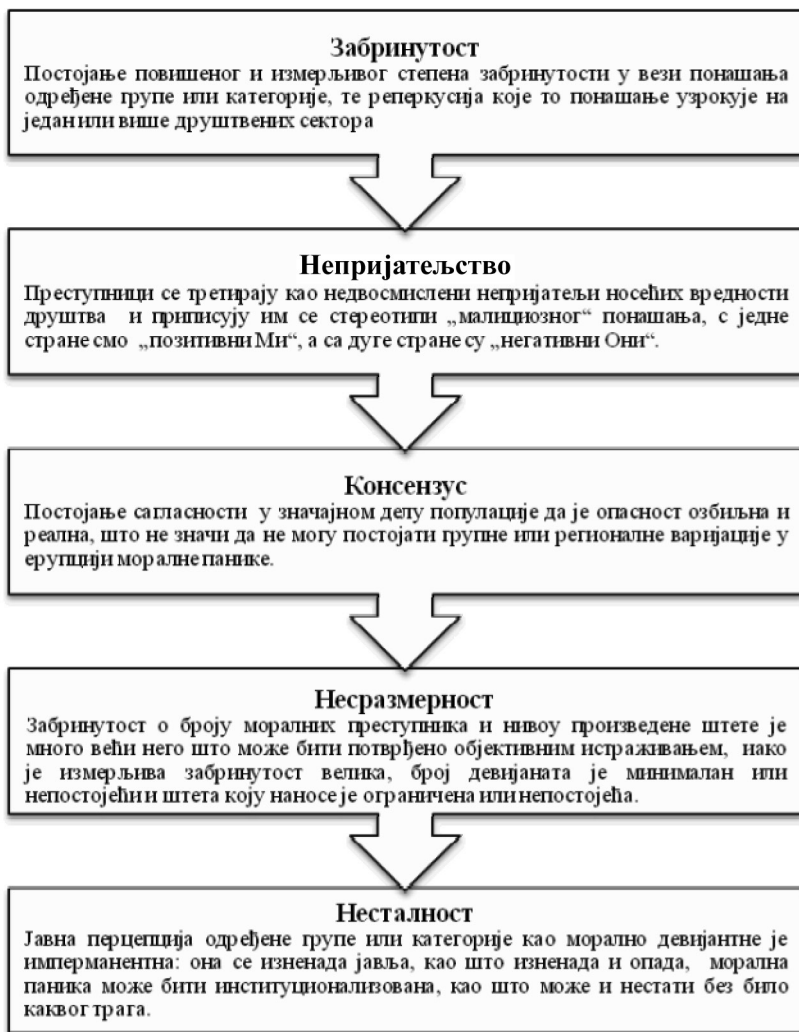 Забринутост
Постојање повишеног и измерљивог степена забринутости у вези понашања
одређене групе или категорије, те реперкусија које то понашање узрокује на
један или више друштвених сектора
Непријатељство
Преступници се третирају као недвосмислени непријатељи носећих вредности
друштва и приписују им се стереотипи „малициозног“ понашања, с једне
стране смо „позитивни Ми“, а са дуге стране су „негативни Они“.
Консензус
Постојање сагласности у значајном делу популације да је опасност озбиљна и
реална, што не значи да не могу постојати групне или регионалне варијације у
ерупцији моралне панике.
Несразмерност
Забринутост о броју моралних преступника и нивоу произведене штете је
много већи него што може бити потврђено објективним истраживањем, иако
је измерљива забринутост велика, број девијаната је минималан или
непостојећи и штета коју наносе је ограничена или непостојећа.
Несталност
Јавна перцепција одређене групе или категорије као морално девијантне је
имперманентна: она се изненада јавља, као што изненада и опада, морална
паника може бити институционализована, као што може и нестати без било
каквог трага.